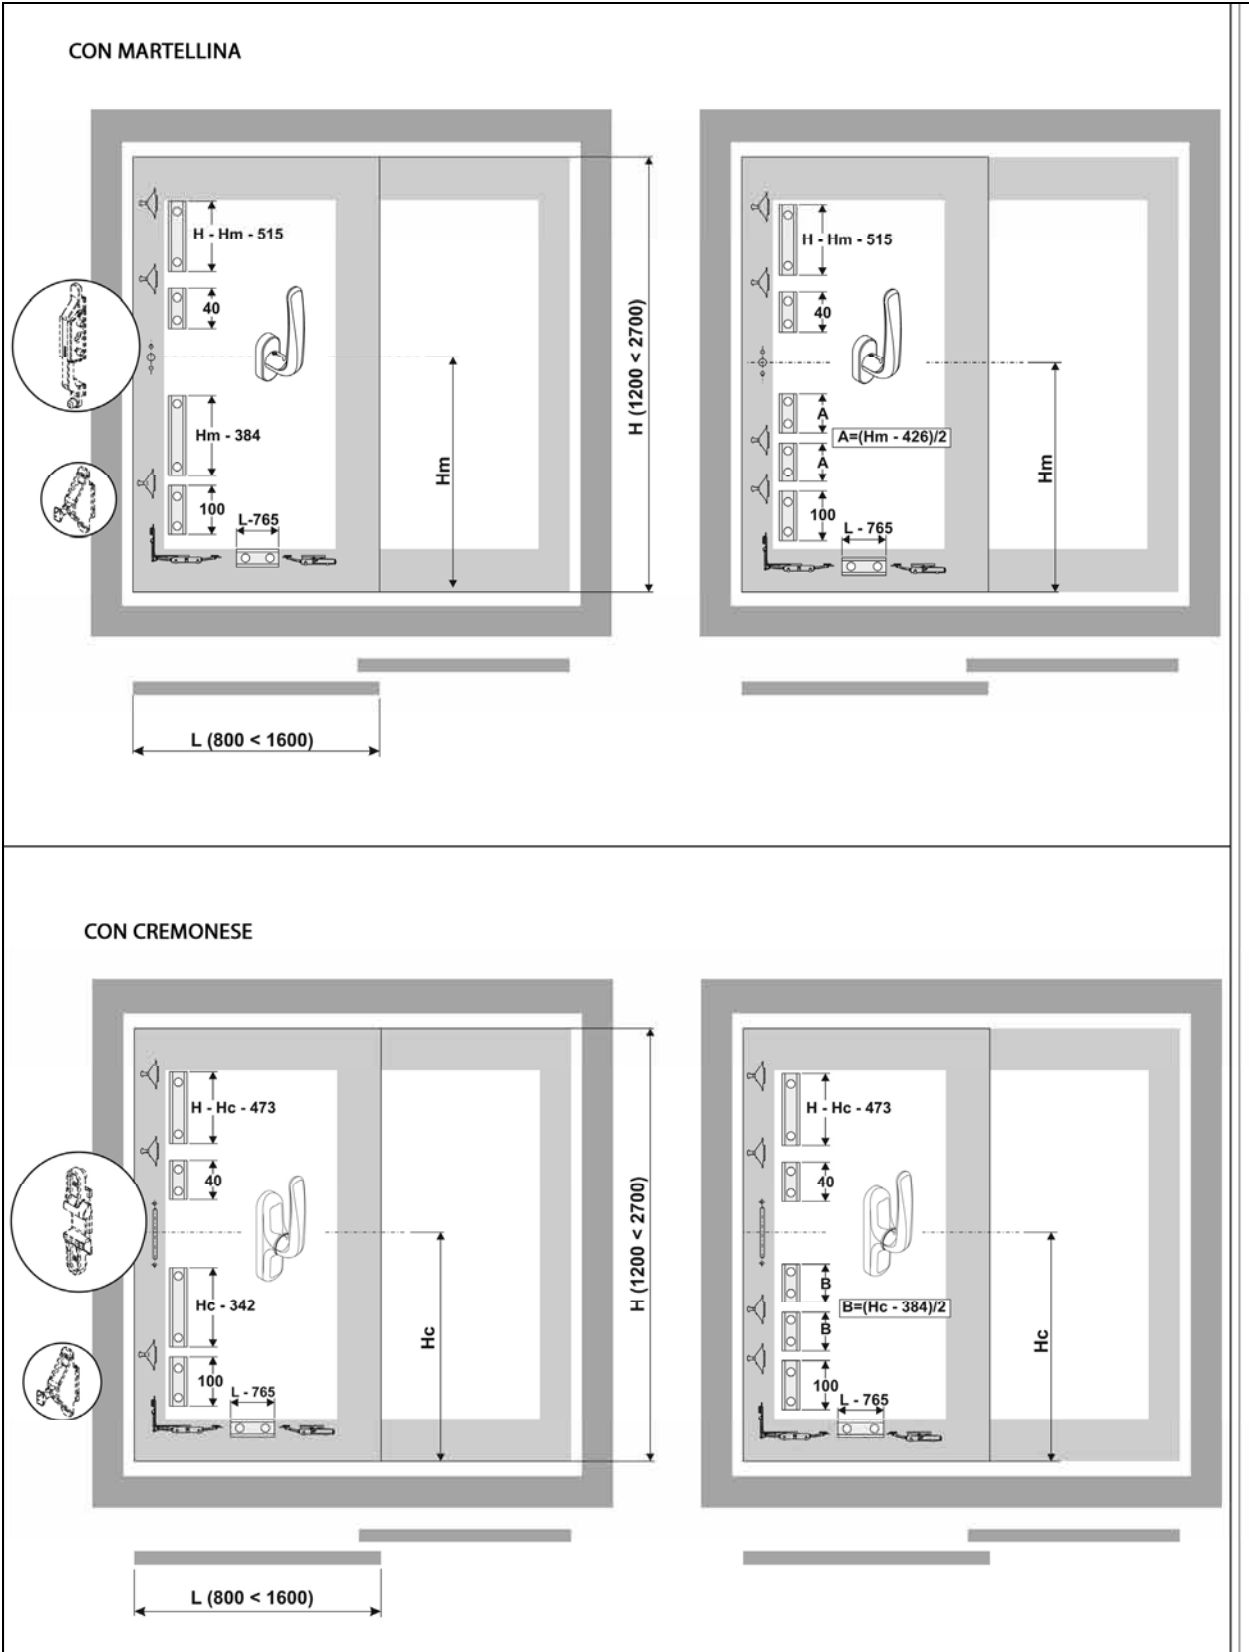 CON MARTELLINA
H - Hm - 515
40
Hm - 384
100
L-765
Hm
H (1200 < 2700)
L (800 < 1600)
H - Hm - 515
40
A
A=(Hm - 426)/2
A
100
L - 765
Hm
CON CREMONESE
H - Hc - 473
40
Hc - 342
100
L - 765
Hc
H (1200 < 2700)
L (800 < 1600)
H - Hc - 473
40
B
B=(Hc - 384)/2
B
100
L - 765
Hc